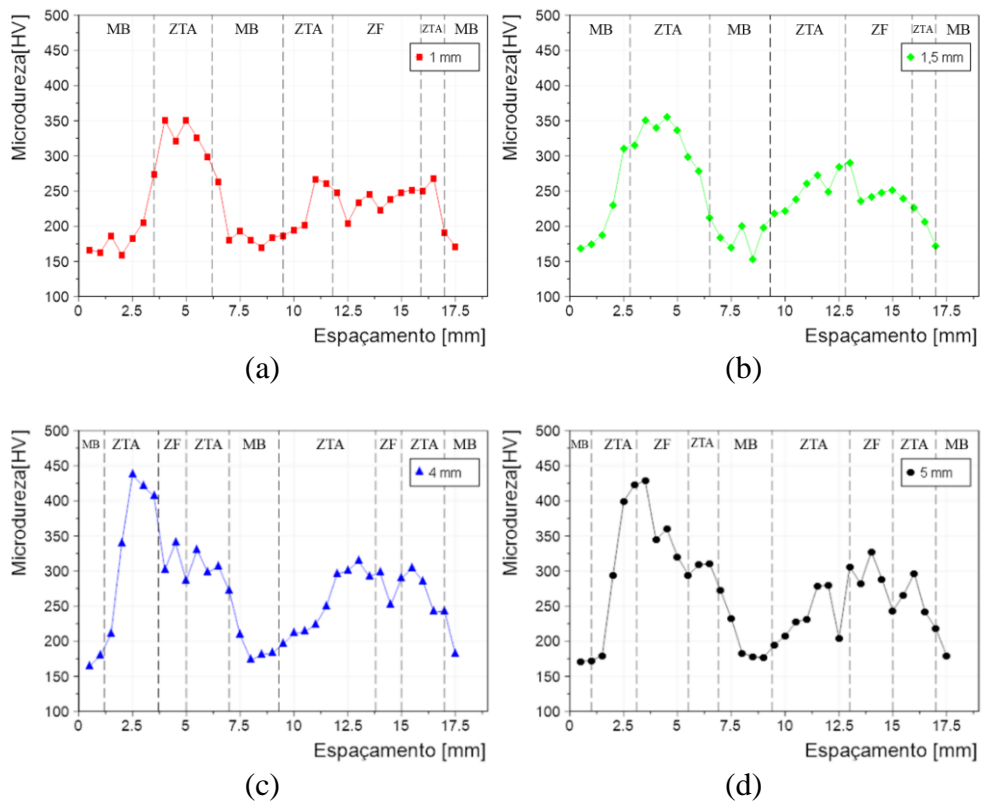 Microdureza[HV]
500
450
400
350
300
250
200
150
100
MB ZTA MB ZTA ZF ZTA MB
1 mm
0 2.5 5 7.5 10 12.5 15 17.5
Espaçamento [mm]
(a)
Microdureza[HV]
500
450
400
350
300
250
200
150
100
MB ZTA MB ZTA ZF ZTA MB
1,5 mm
0 2.5 5 7.5 10 12.5 15 17.5
Espaçamento [mm]
(b)
Microdureza[HV]
500
450
400
350
300
250
200
150
100
MB ZTA ZF ZTA MB ZTA ZF ZTA MB
4 mm
0 2.5 5 7.5 10 12.5 15 17.5
Espaçamento [mm]
(c)
Microdureza[HV]
500
450
400
350
300
250
200
150
100
MB ZTA ZF ZTA MB ZTA ZF ZTA MB
5 mm
0 2.5 5 7.5 10 12.5 15 17.5
Espaçamento [mm]
(d)